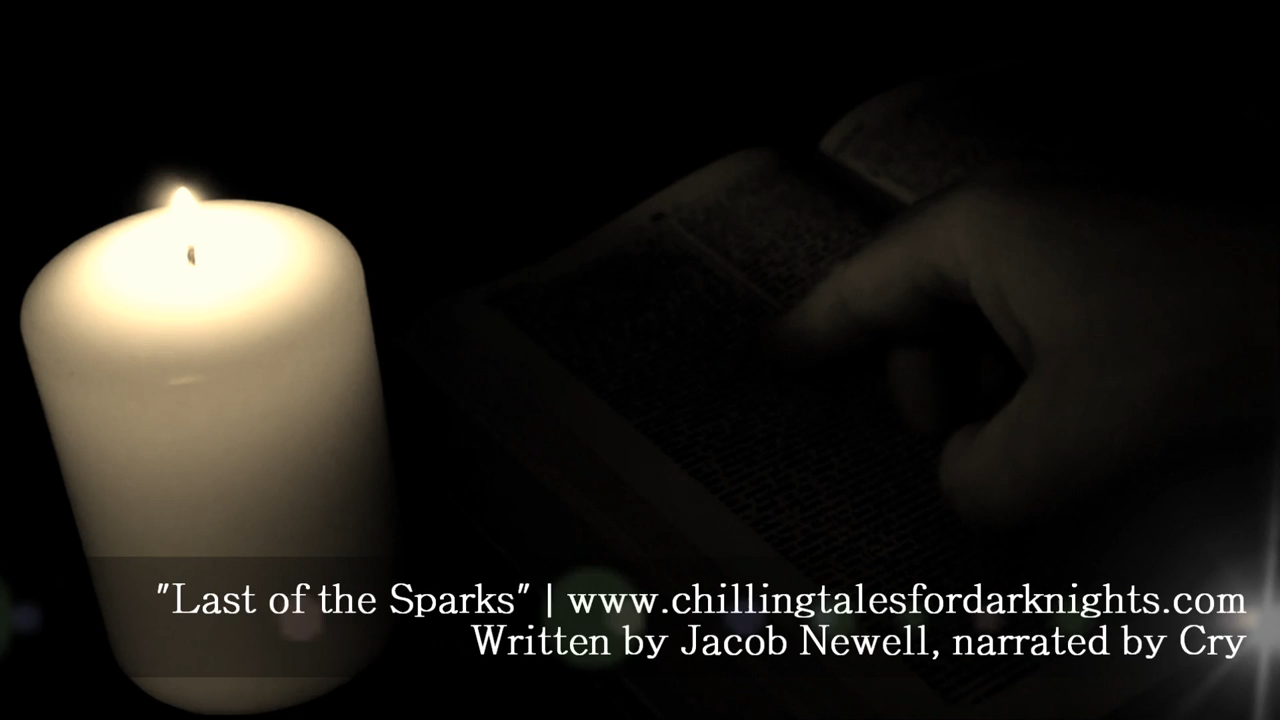 "Last of the Sparks" | www.chillingtalesfordarknights.com
Written by Jacob Newell, narrated by Cry